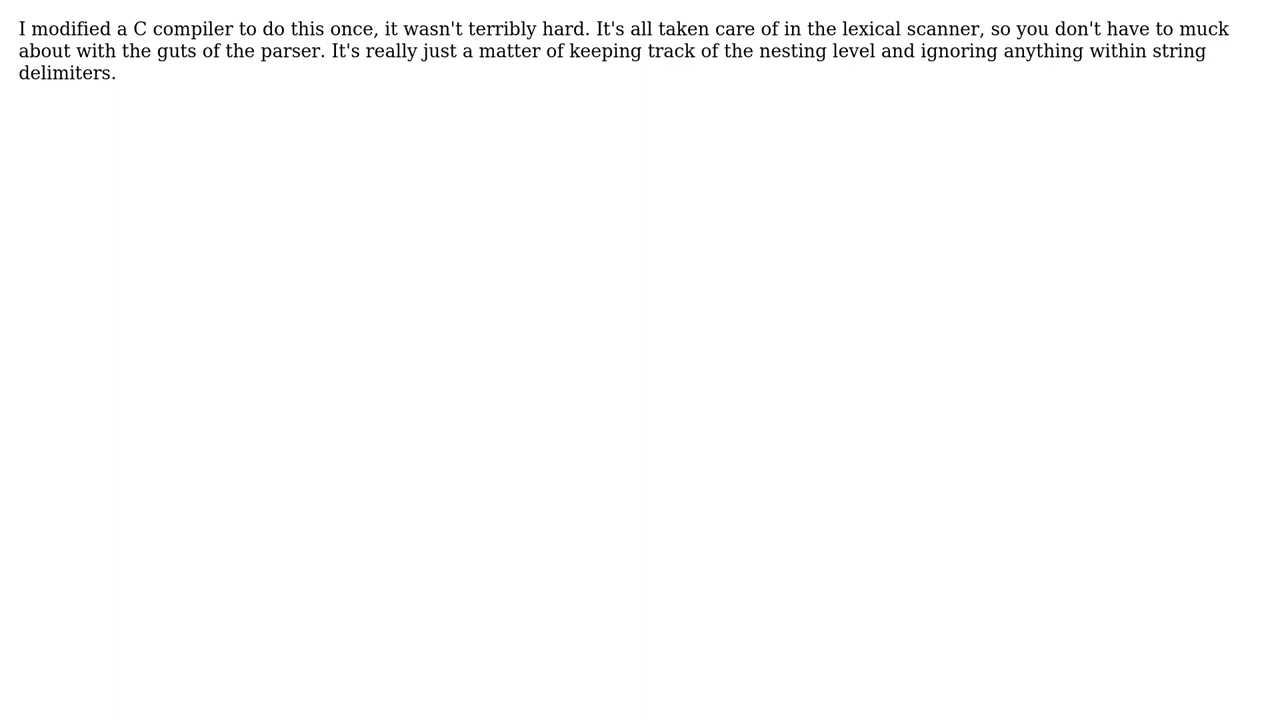 I modified a C compiler to do this once, it wasn't terribly hard. It's all taken care of in the lexical scanner, so you don't have to muck
about with the guts of the parser. It's really just a matter of keeping track of the nesting level and ignoring anything within string
delimiters.